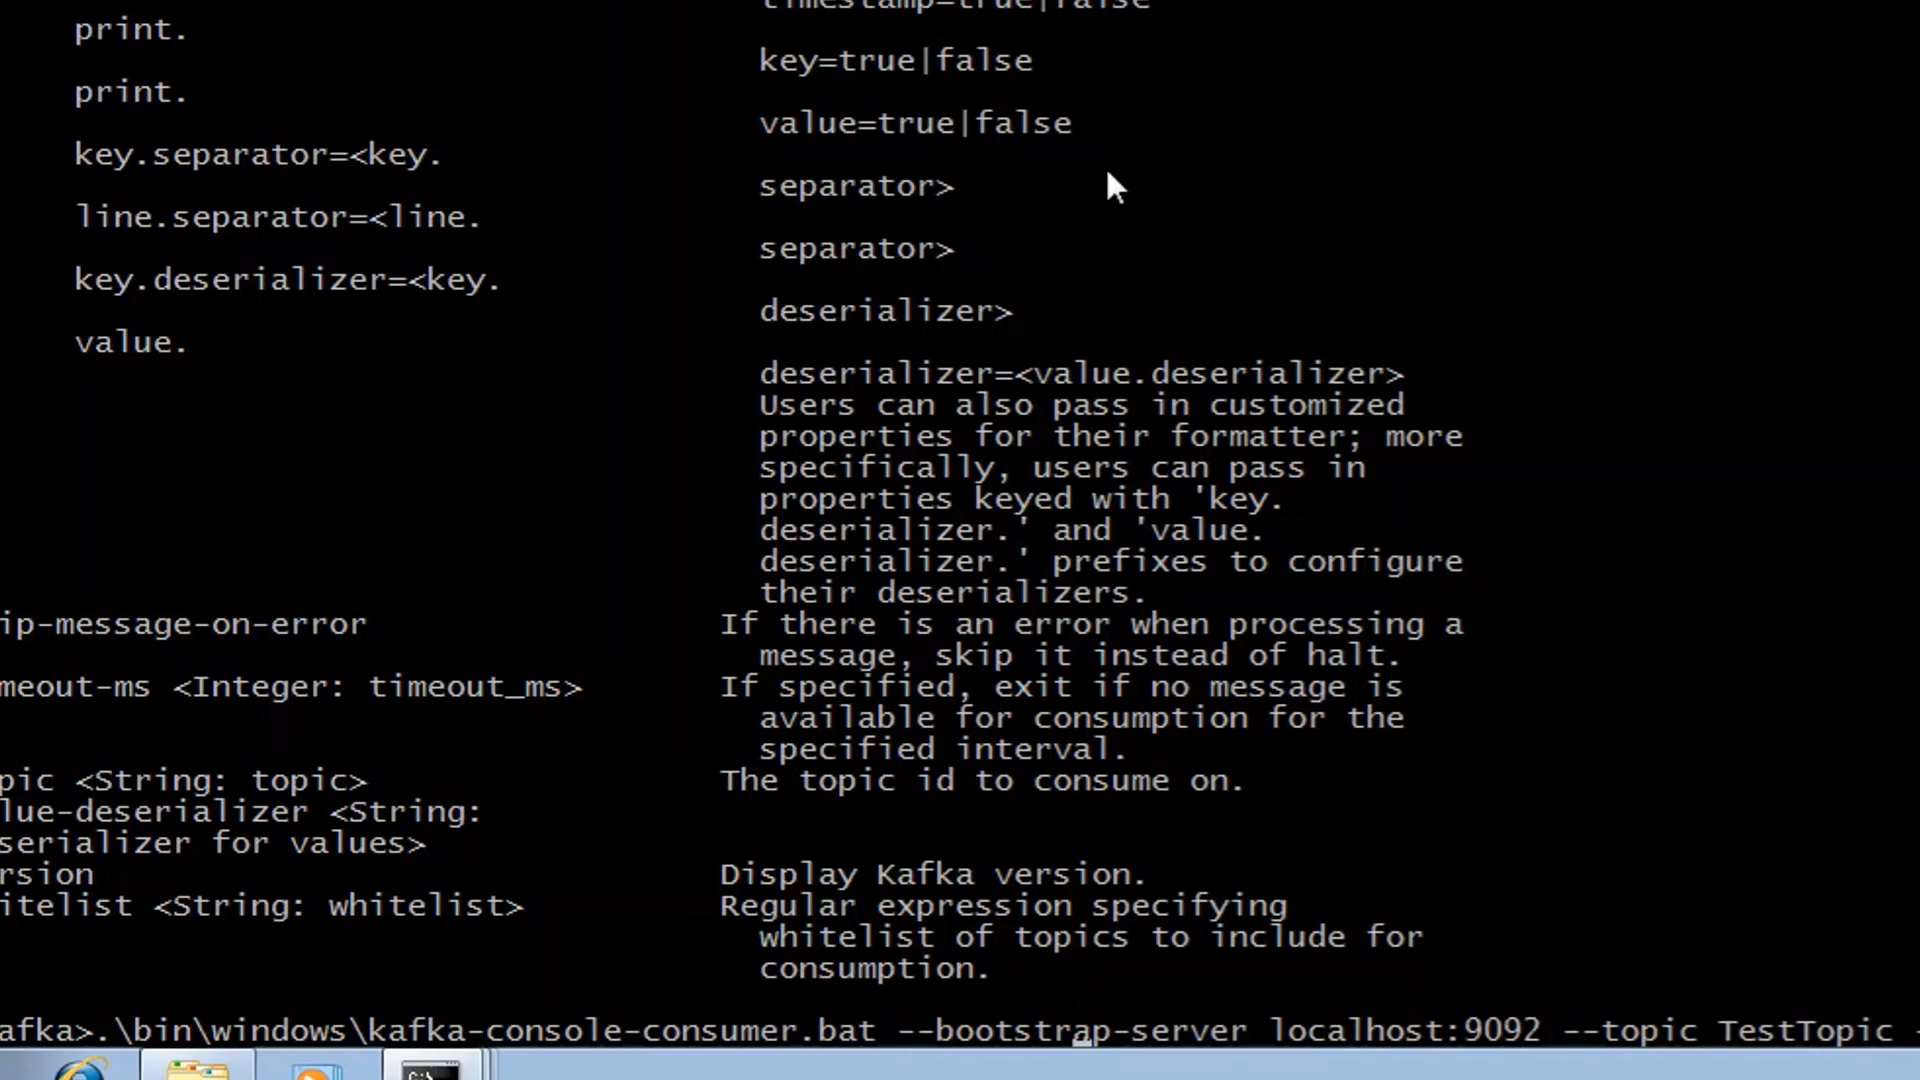 timestamp=true|false
print.
key=true|false
print.
value=true|false
key.separator=<key.
separator>
line.separator=<line.
separator>
key.deserializer=<key.
deserializer>
value.
deserializer=<value.deserializer>
Users can also pass in customized
properties for their formatter; more
specifically, users can pass in
properties keyed with 'key.
deserializer.' and 'value.
deserializer.' prefixes to configure
their deserializers.
ip-message-on-error If there is an error when processing a
message, skip it instead of halt.
meout-ms <Integer: timeout_ms> If specified, exit if no message is
available for consumption for the
specified interval.
pic <String: topic> The topic id to consume on.
lue-deserializer <String:
serializer for values>
rsion Display Kafka version.
itelist <String: whitelist> Regular expression specifying
whitelist of topics to include for
consumption.
afka>.\bin\windows\kafka-console-consumer.bat --bootstrap-server localhost:9092 --topic TestTopic -